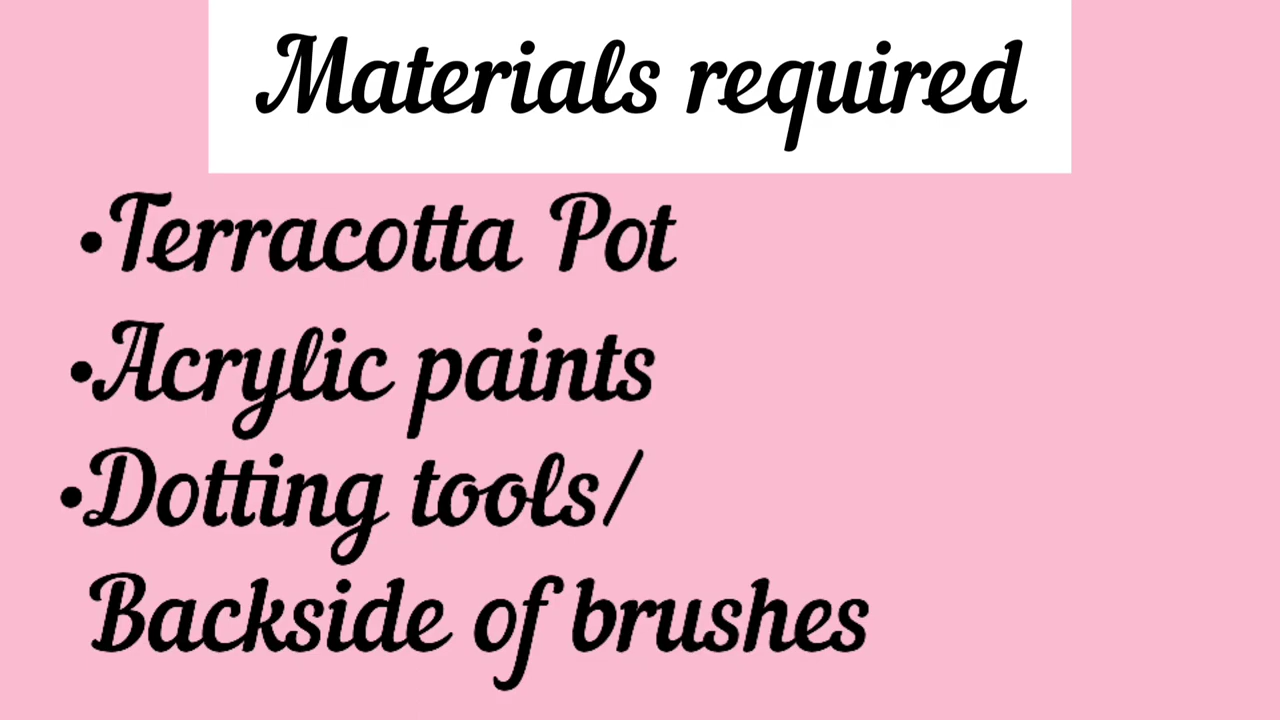 Materials required
•Terracotta Pot
•Acrylic paints
•Dotting tools/
Backside of brushes